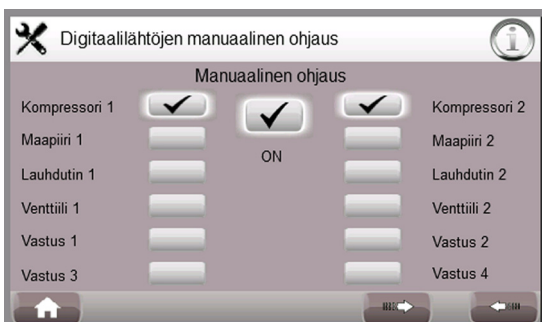 Digitaalilähtöjen manuaalinen ohjaus
Manuaalinen ohjaus
Kompressori 1
Kompressori 2
Maapiiri 1
Maapiiri 2
ON
Lauhdutin 1
Lauhdutin 2
Venttiili 1
Venttiili 2
Vastus 1
Vastus 2
Vastus 3
Vastus 4